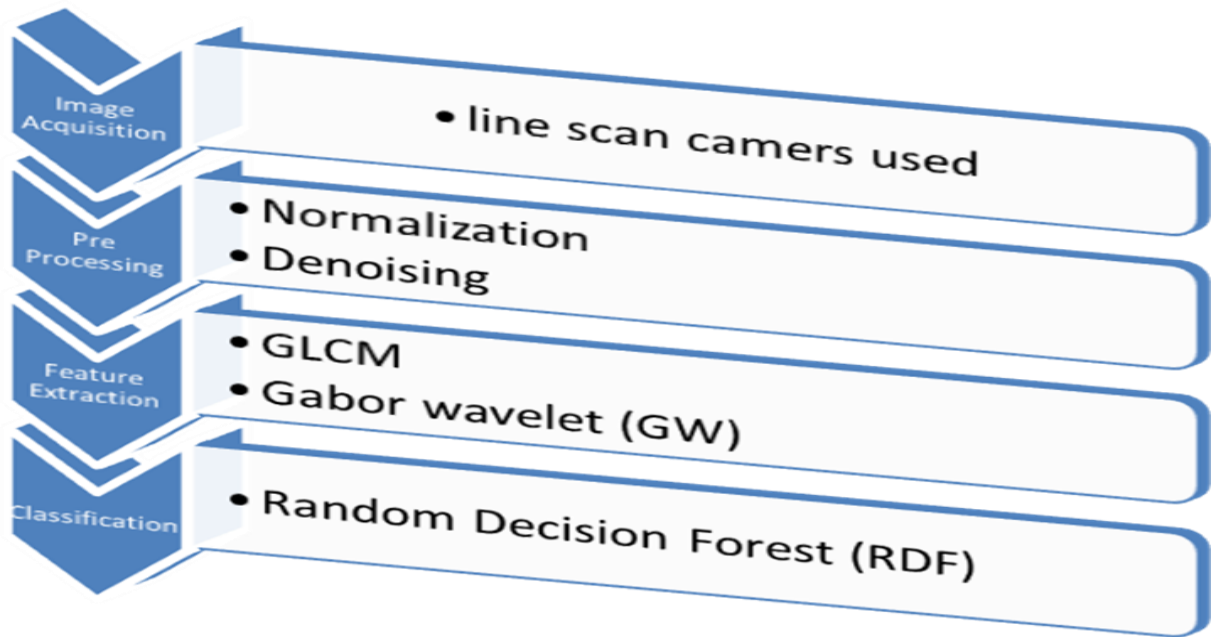 Image
Acquisition
• line scan camers used
Pre
Processing
• Normalization
• Denoising
Feature
Extraction
• GLCM
• Gabor wavelet (GW)
Classification
• Random Decision Forest (RDF)